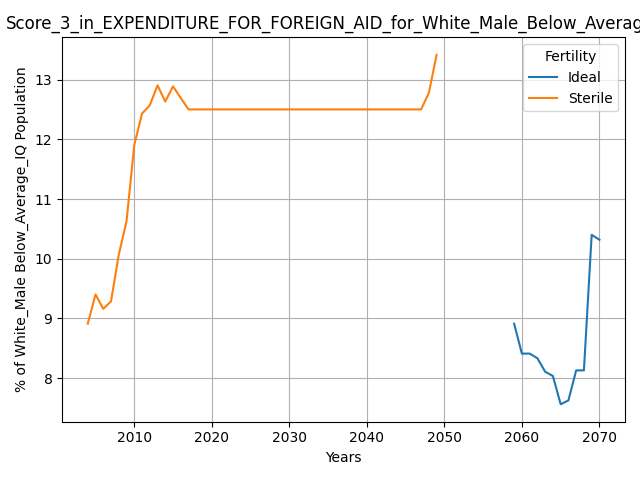 Score_3_in_EXPENDITURE_FOR_FOREIGN_AID_for_White_Male_Below_Averag
Fertility
Ideal
Sterile
% of White_Male Below_Average_IQ Population
13
12
11
10
9
8
2010 2020 2030 2040 2050 2060 2070
Years